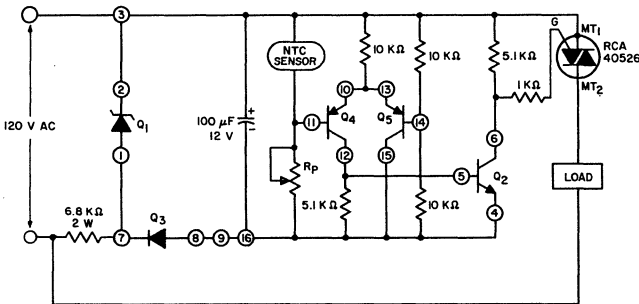 3
G
MT1
RCA
40526
MT2
NTC
SENSOR
10 KΩ
10 KΩ
5.1 KΩ
1 KΩ
2
10
13
120 V AC
Q1
100 μF
12 V
+
-
11
Q4
Q5
14
6
1
12
15
5
Q2
LOAD
RP
5.1 KΩ
10 KΩ
4
6.8 KΩ
2 W
Q3
7
8
9
16